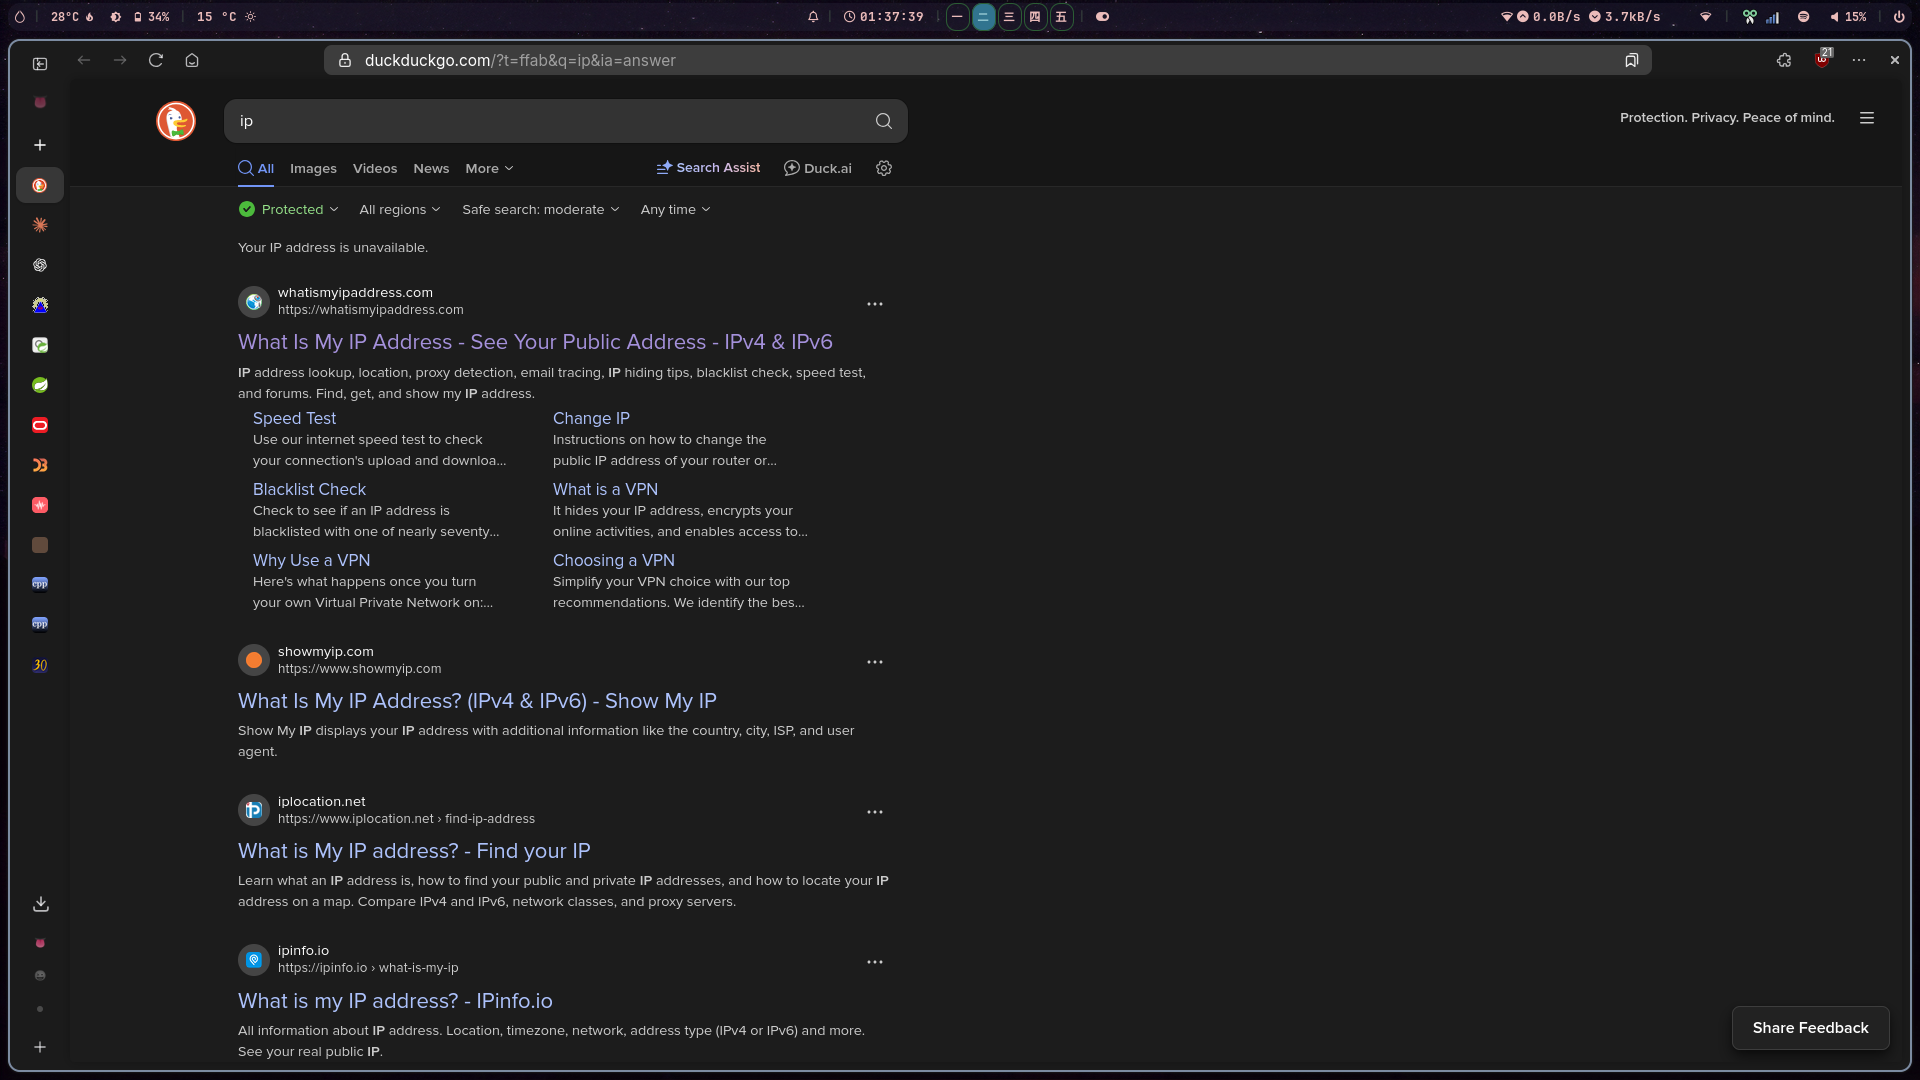 28°C 34% 15 °C 01:37:39 一 二 三 四 五 0.0B/s 3.7kB/s 15%
duckduckgo.com/?t=ffab&q=ip&ia=answer 21
ip
Protection. Privacy. Peace of mind.
All Images Videos News More Search Assist Duck.ai
Protected All regions Safe search: moderate Any time
Your IP address is unavailable.
whatismyipaddress.com
https://whatismyipaddress.com
What Is My IP Address - See Your Public Address - IPv4 & IPv6
IP address lookup, location, proxy detection, email tracing, IP hiding tips, blacklist check, speed test,
and forums. Find, get, and show my IP address.
Speed Test
Use our internet speed test to check
your connection's upload and downloa...
Change IP
Instructions on how to change the
public IP address of your router or...
Blacklist Check
Check to see if an IP address is
blacklisted with one of nearly seventy...
What is a VPN
It hides your IP address, encrypts your
online activities, and enables access to...
Why Use a VPN
Here's what happens once you turn
your own Virtual Private Network on:...
Choosing a VPN
Simplify your VPN choice with our top
recommendations. We identify the bes...
showmyip.com
https://www.showmyip.com
What Is My IP Address? (IPv4 & IPv6) - Show My IP
Show My IP displays your IP address with additional information like the country, city, ISP, and user
agent.
iplocation.net
https://www.iplocation.net › find-ip-address
What is My IP address? - Find your IP
Learn what an IP address is, how to find your public and private IP addresses, and how to locate your IP
address on a map. Compare IPv4 and IPv6, network classes, and proxy servers.
ipinfo.io
https://ipinfo.io › what-is-my-ip
What is my IP address? - IPinfo.io
All information about IP address. Location, timezone, network, address type (IPv4 or IPv6) and more.
See your real public IP.
Share Feedback
cpp
cpp
30